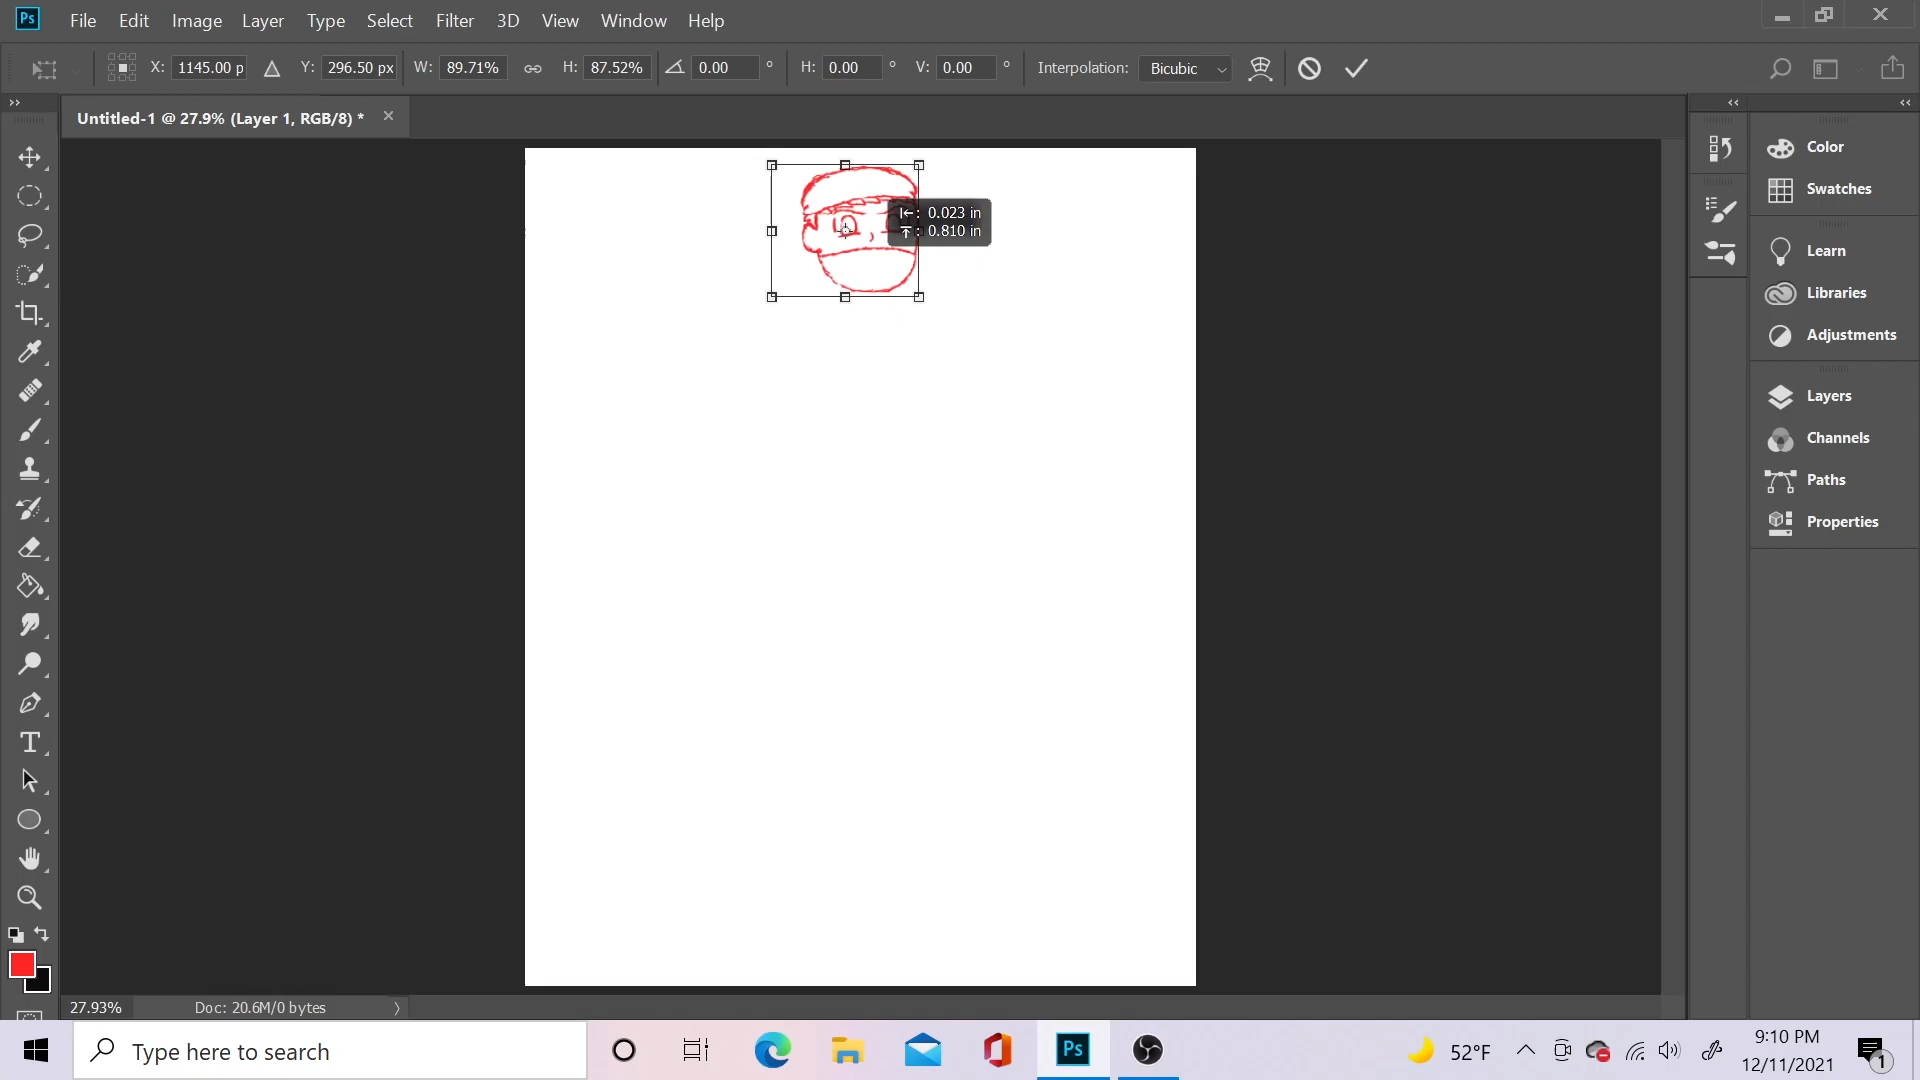 Ps File Edit Image Layer Type Select Filter 3D View Window Help
X: 1145.00 p Y: 296.50 px W: 89.71% H: 87.52% 0.00 ° H: 0.00 ° V: 0.00 ° Interpolation: Bicubic
Untitled-1 @ 27.9% (Layer 1, RGB/8) *
0.023 in
0.810 in
Color
Swatches
Learn
Libraries
Adjustments
Layers
Channels
Paths
Properties
27.93% Doc: 20.6M/0 bytes
Type here to search
Ps
52°F
9:10 PM
12/11/2021
1